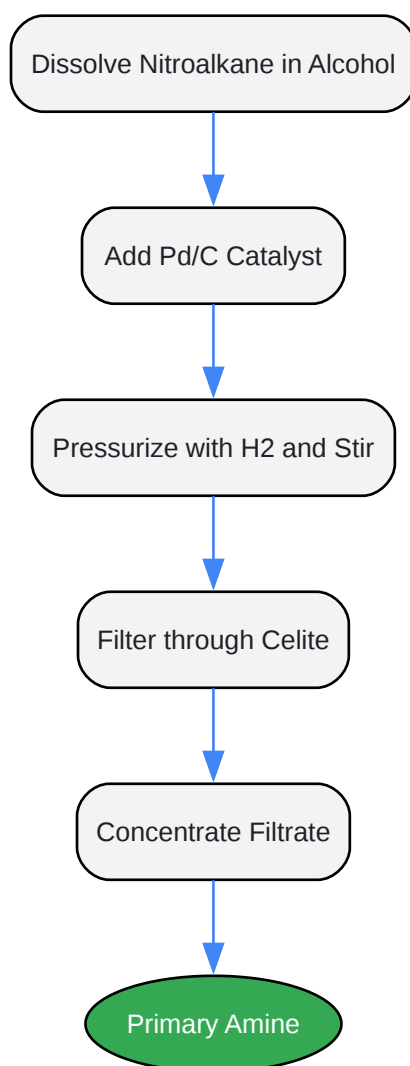 Dissolve Nitroalkane in Alcohol
Add Pd/C Catalyst
Pressurize with H2 and Stir
Filter through Celite
Concentrate Filtrate
Primary Amine